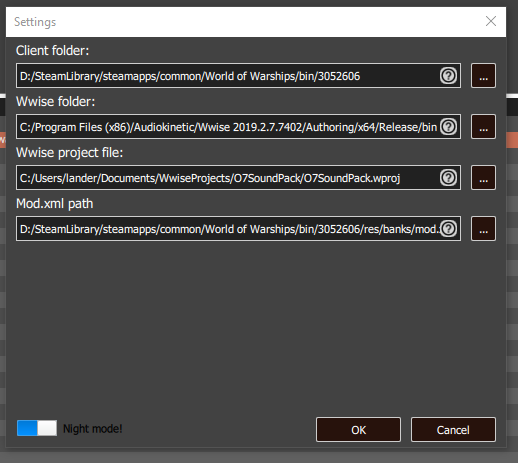 Settings
Client folder:
D:/SteamLibrary/steamapps/common/World of Warships/bin/3052606
...
Wwise folder:
C:/Program Files (x86)/Audiokinetic/Wwise 2019.2.7.7402/Authoring/x64/Release/bin
...
Wwise project file:
C:/Users/lander/Documents/WwiseProjects/O7SoundPack/O7SoundPack.wproj
...
Mod.xml path
D:/SteamLibrary/steamapps/common/World of Warships/bin/3052606/res/banks/mod..
...
Night mode!
OK
Cancel